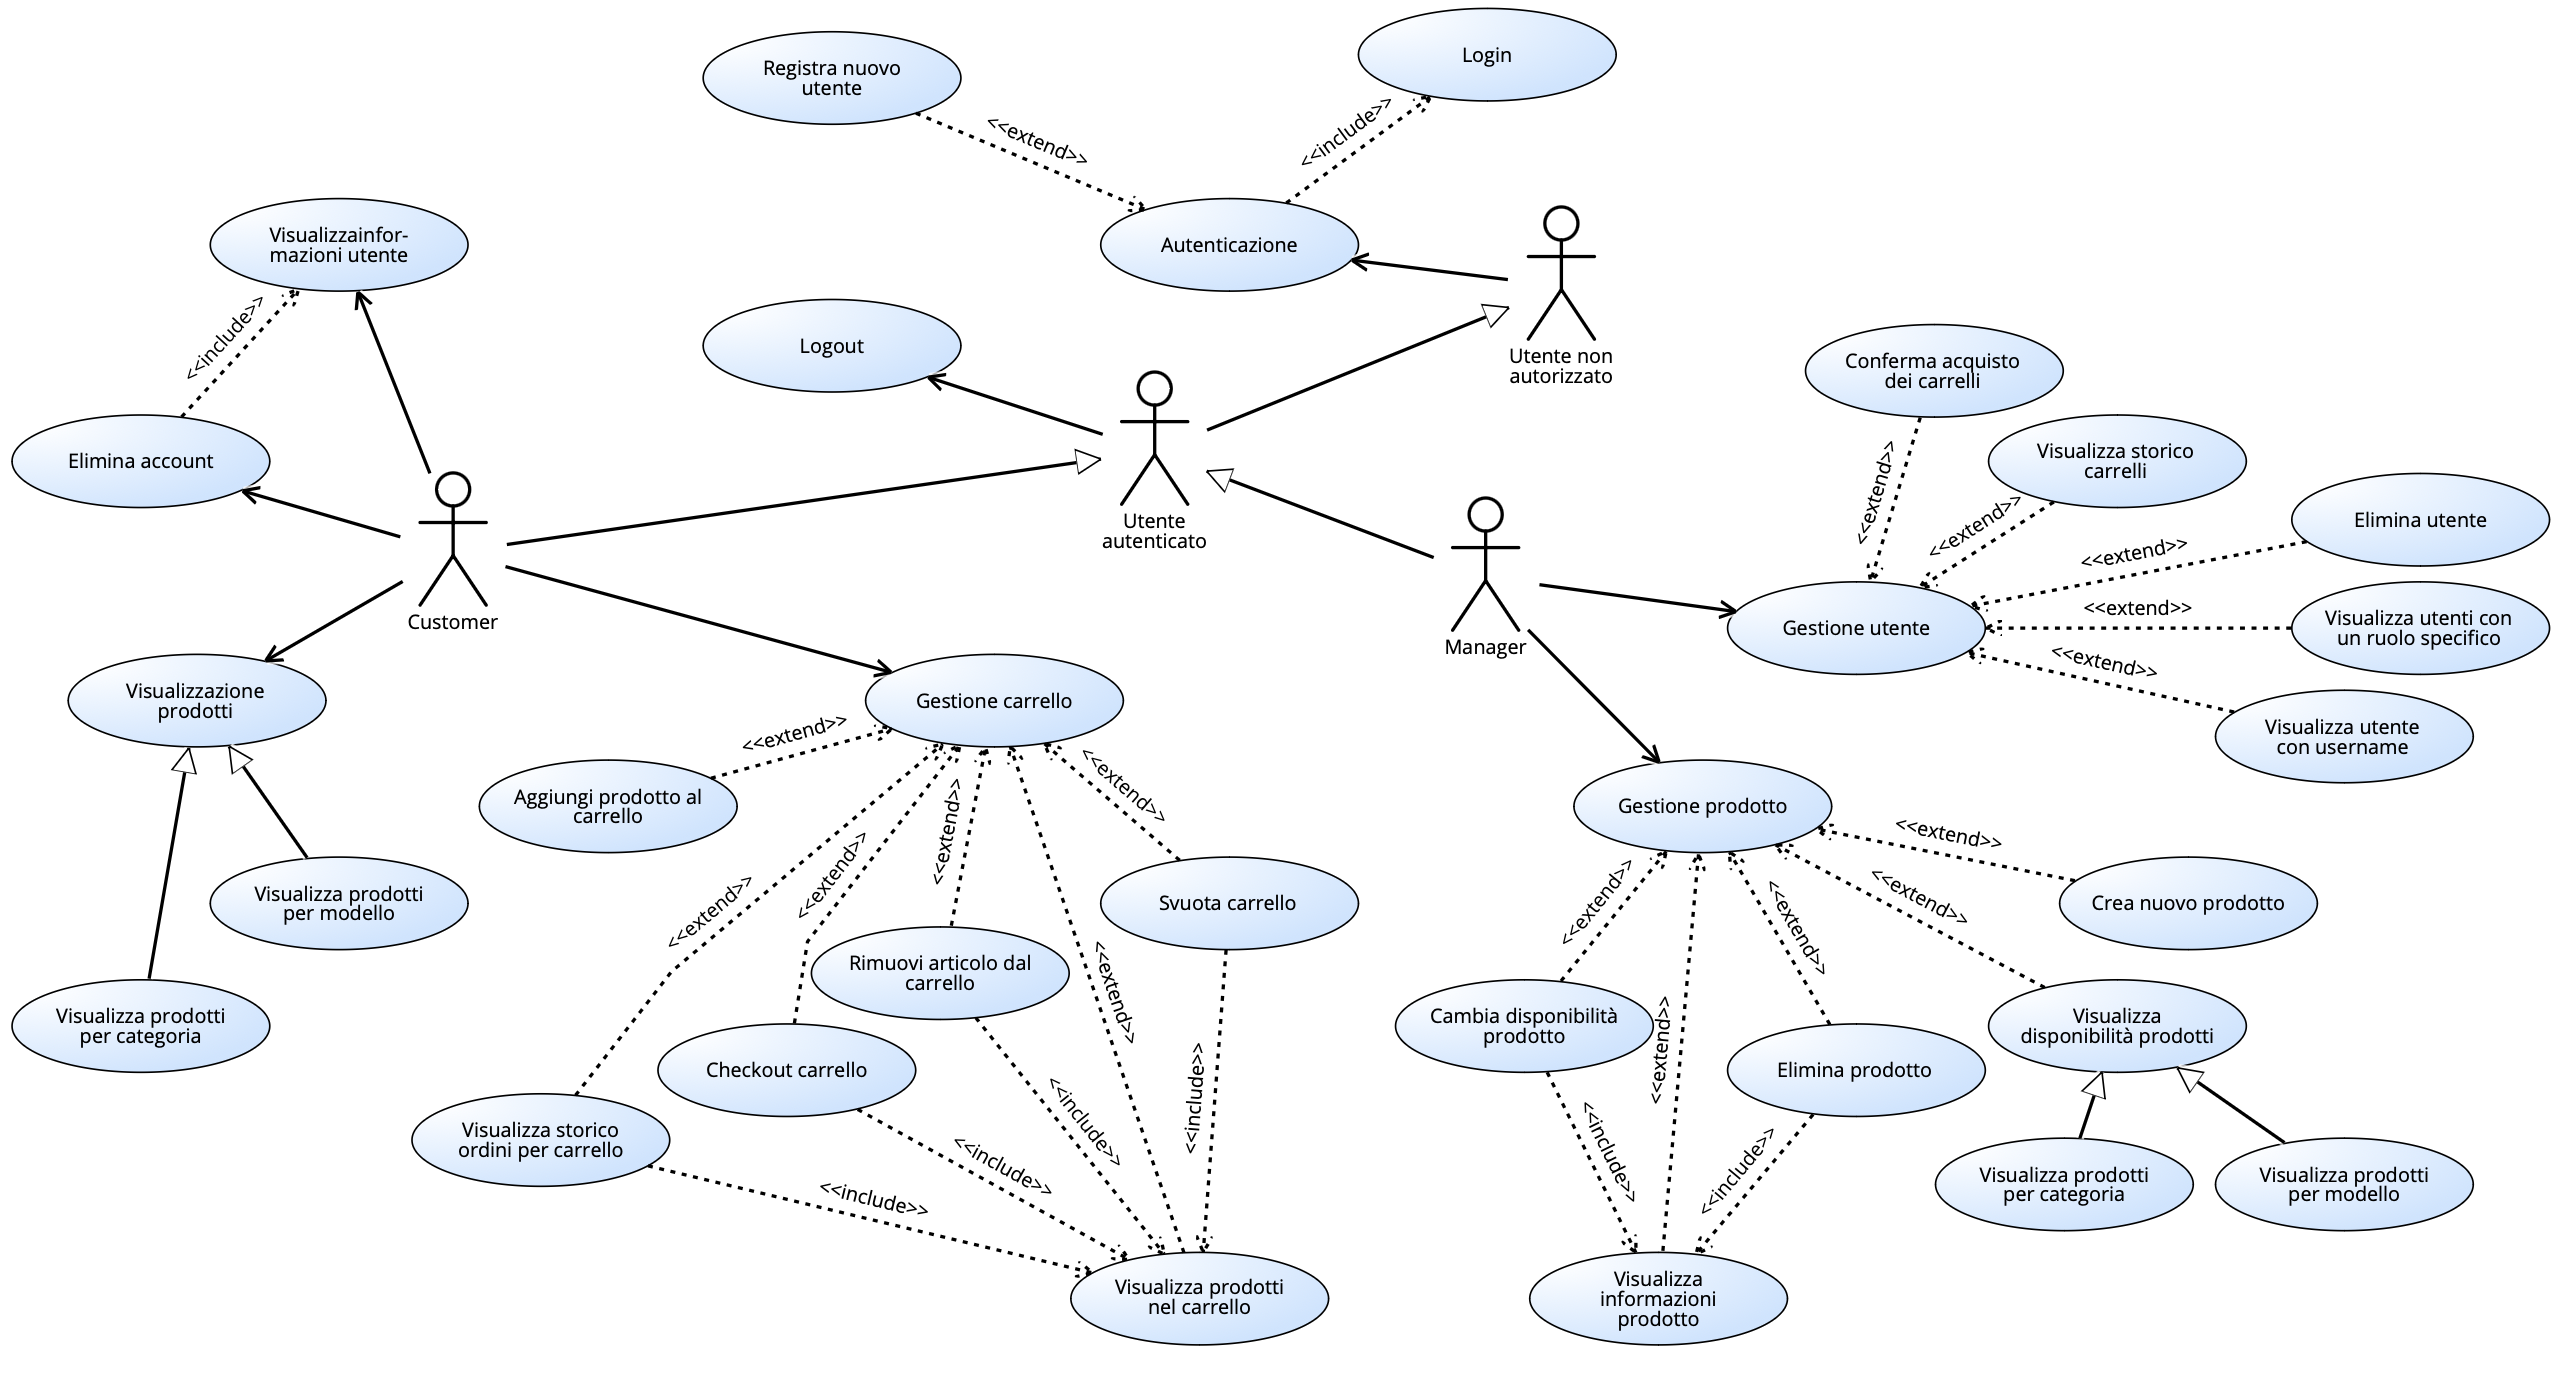 Login
Registra nuovo
utente
<<extend>>
<<include>>
Autenticazione
Visualizzainfor-
mazioni utente
<<include>>
Logout
Utente non
autorizzato
Conferma acquisto
dei carrelli
Elimina account
Visualizza storico
carrelli
<<extend>>
<<extend>>
Elimina utente
<<extend>>
Utente
autenticato
Customer
Manager
Gestione utente
<<extend>>
Visualizza utenti con
un ruolo specifico
<<extend>>
Visualizza utente
con username
Visualizzazione
prodotti
Gestione carrello
<<extend>>
<<extend>>
Aggiungi prodotto al
carrello
Gestione prodotto
<<extend>>
<<extend>>
<<extend>>
<<extend>>
Visualizza prodotti
per modello
Svuota carrello
<<extend>>
<<extend>>
<<extend>>
Crea nuovo prodotto
Rimuovi articolo dal
carrello
<<extend>>
Visualizza prodotti
per categoria
Cambia disponibilità
prodotto
<<extend>>
Visualizza
disponibilità prodotti
Checkout carrello
Elimina prodotto
Visualizza storico
ordini per carrello
<<include>>
<<include>>
<<include>>
<<include>>
<<include>>
<<include>>
Visualizza prodotti
per categoria
Visualizza prodotti
per modello
Visualizza prodotti
nel carrello
Visualizza
informazioni
prodotto